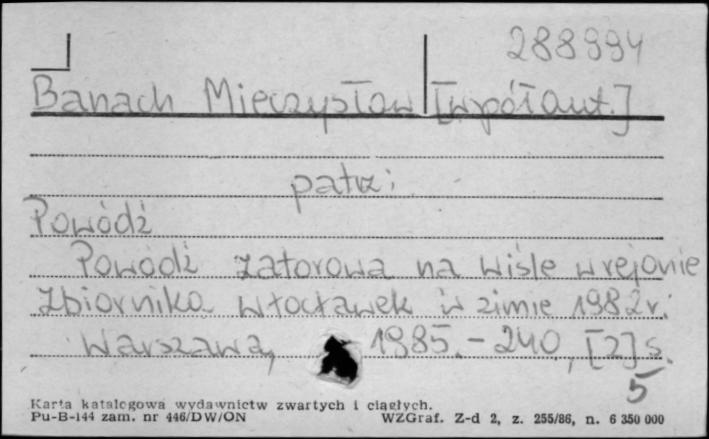 288994
Banach Mieczysław [współaut.]
patrz:
Powódź
Powódź zatorowa na Wiśle w rejonie
Zbiornika Włocławek w zimie 1982 r.
Warszawa, 1985. - 240, [2] s.
5
Karta katalogowa wydawnictw zwartych i ciągłych.
Pu-B-144 zam. nr 446/DW/ON WZGraf. Z-d 2, z. 255/86, n. 6 350 000